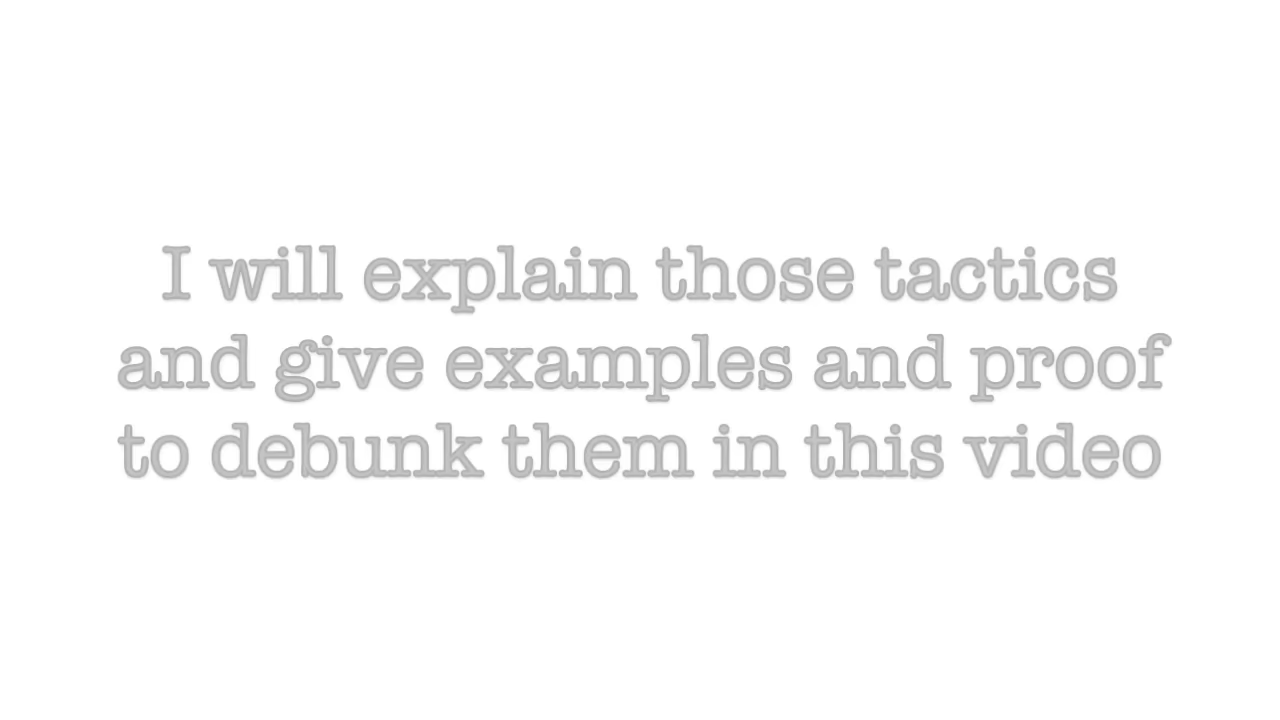 I will explain those tactics
and give examples and proof
to debunk them in this video